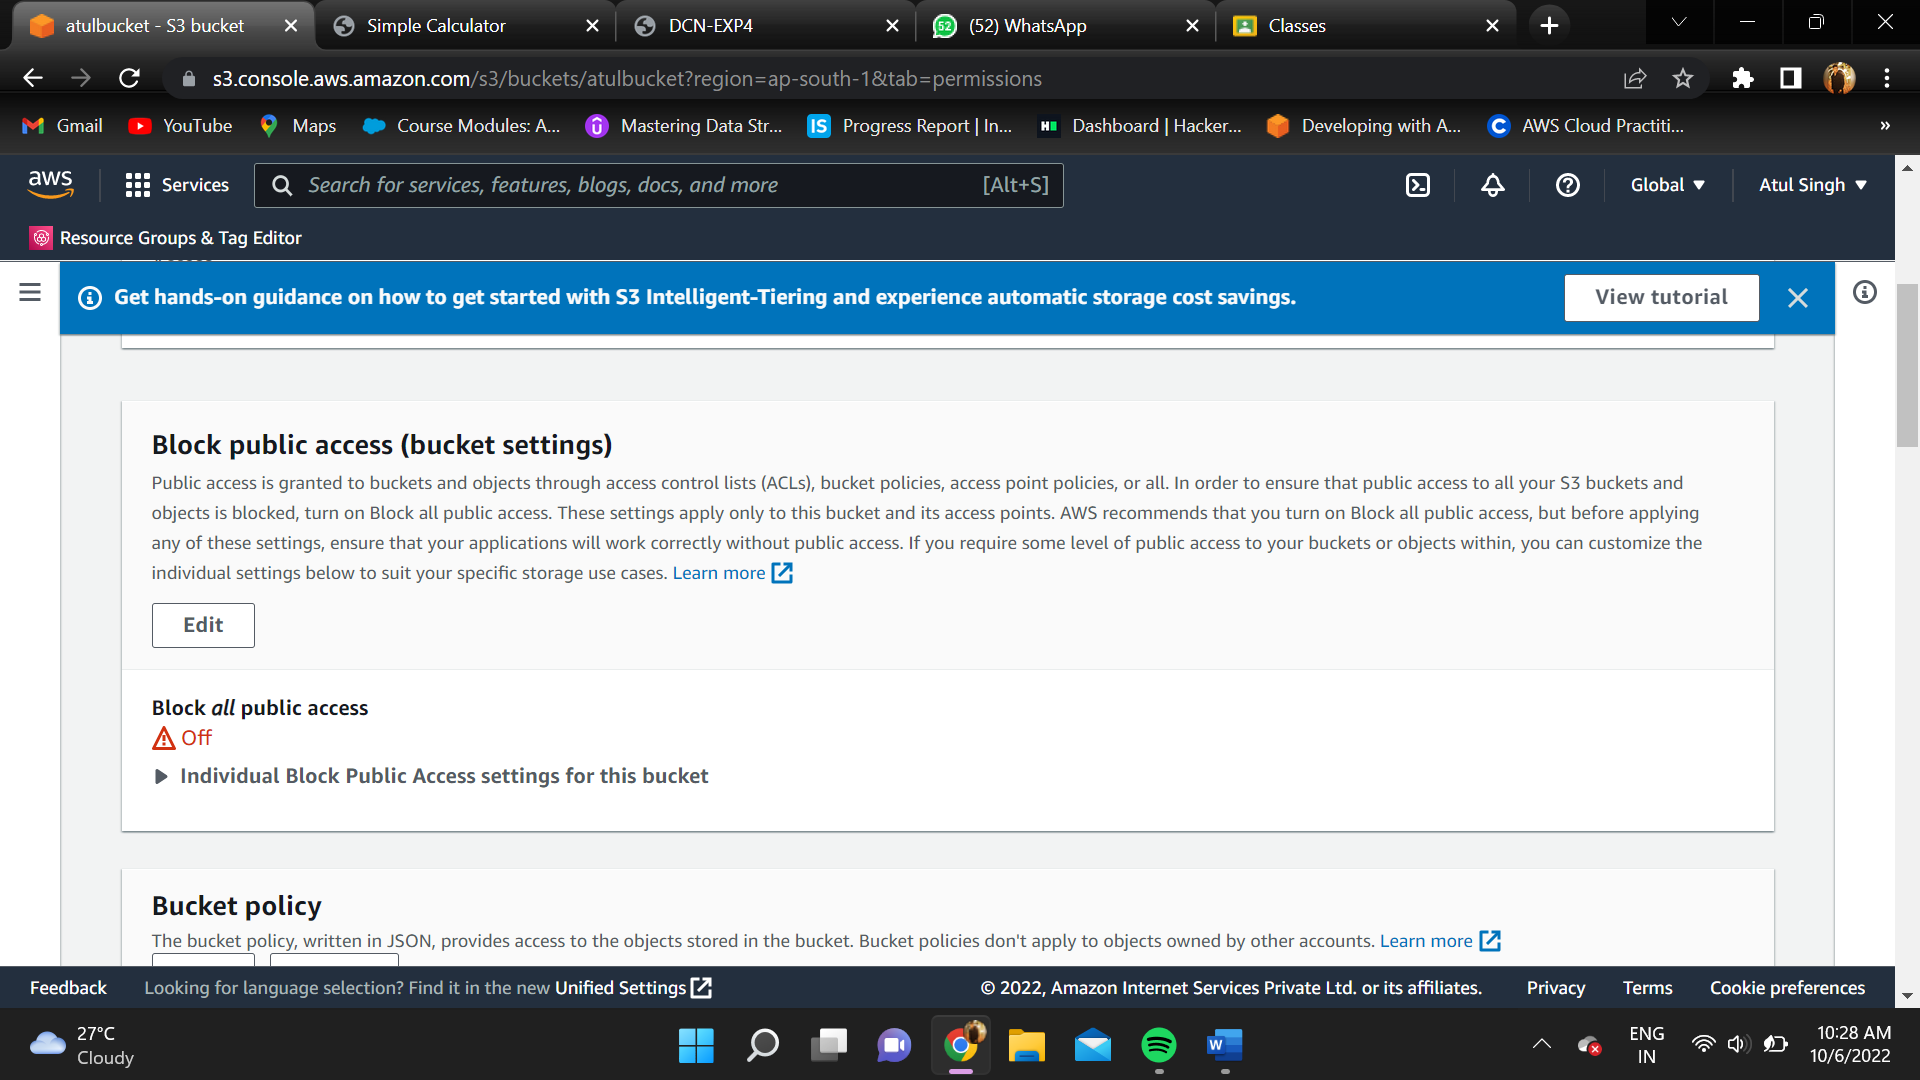 atulbucket - S3 bucket
Simple Calculator
DCN-EXP4
52
(52) WhatsApp
Classes
s3.console.aws.amazon.com/s3/buckets/atulbucket?region=ap-south-1&tab=permissions
Gmail
YouTube
Maps
Course Modules: A...
Mastering Data Str...
IS
Progress Report | In...
Dashboard | Hacker...
Developing with A...
C
AWS Cloud Practiti...
»
aws
Services
Search for services, features, blogs, docs, and more
[Alt+S]
Global
Atul Singh
Resource Groups & Tag Editor
Get hands-on guidance on how to get started with S3 Intelligent-Tiering and experience automatic storage cost savings.
View tutorial
Block public access (bucket settings)
Public access is granted to buckets and objects through access control lists (ACLs), bucket policies, access point policies, or all. In order to ensure that public access to all your S3 buckets and
objects is blocked, turn on Block all public access. These settings apply only to this bucket and its access points. AWS recommends that you turn on Block all public access, but before applying
any of these settings, ensure that your applications will work correctly without public access. If you require some level of public access to your buckets or objects within, you can customize the
individual settings below to suit your specific storage use cases. Learn more
Edit
Block all public access
Off
Individual Block Public Access settings for this bucket
Bucket policy
The bucket policy, written in JSON, provides access to the objects stored in the bucket. Bucket policies don't apply to objects owned by other accounts. Learn more
Feedback
Looking for language selection? Find it in the new Unified Settings
© 2022, Amazon Internet Services Private Ltd. or its affiliates.
Privacy
Terms
Cookie preferences
27°C
Cloudy
W
ENG
IN
10:28 AM
10/6/2022